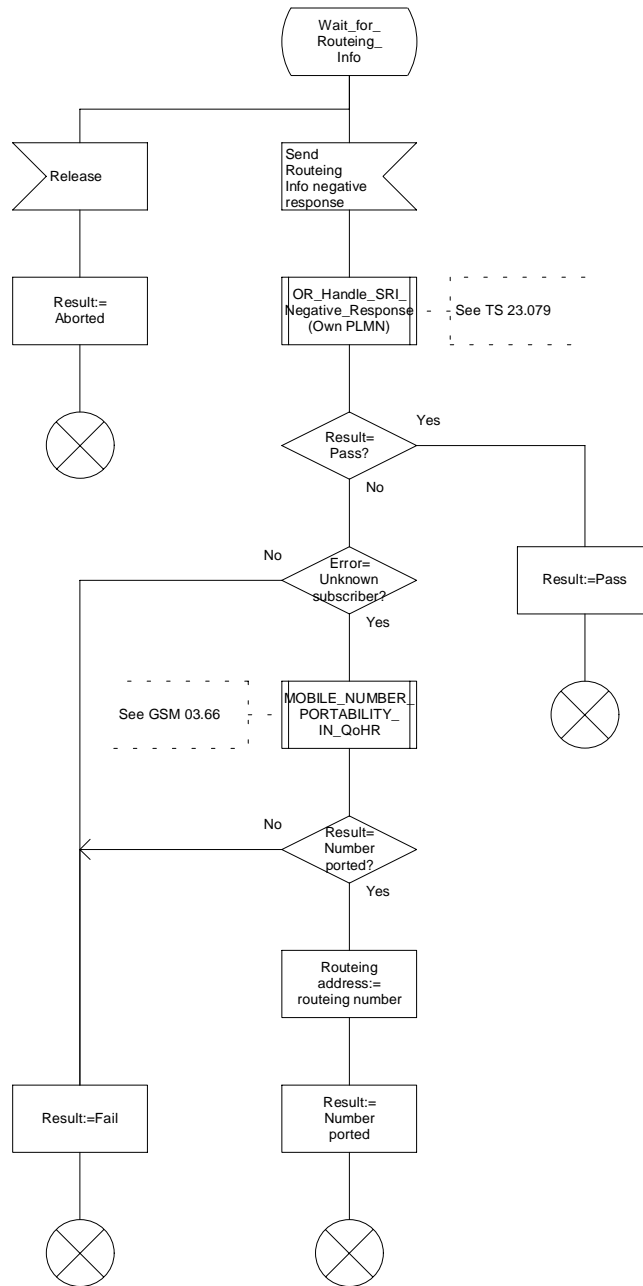 Wait_for_
Routeing_
Info
Release
Send
Routeing
Info negative
response
Result:=
Aborted
OR_Handle_SRI_
Negative_Response
(Own PLMN)
See TS 23.079
Result=
Pass?
Yes
No
No
Error=
Unknown
subscriber?
Yes
Result:=Pass
See GSM 03.66
MOBILE_NUMBER_
PORTABILITY_
IN_QoHR
No
Result=
Number
ported?
Yes
Routeing
address:=
routeing number
Result:=Fail
Result:=
Number
ported